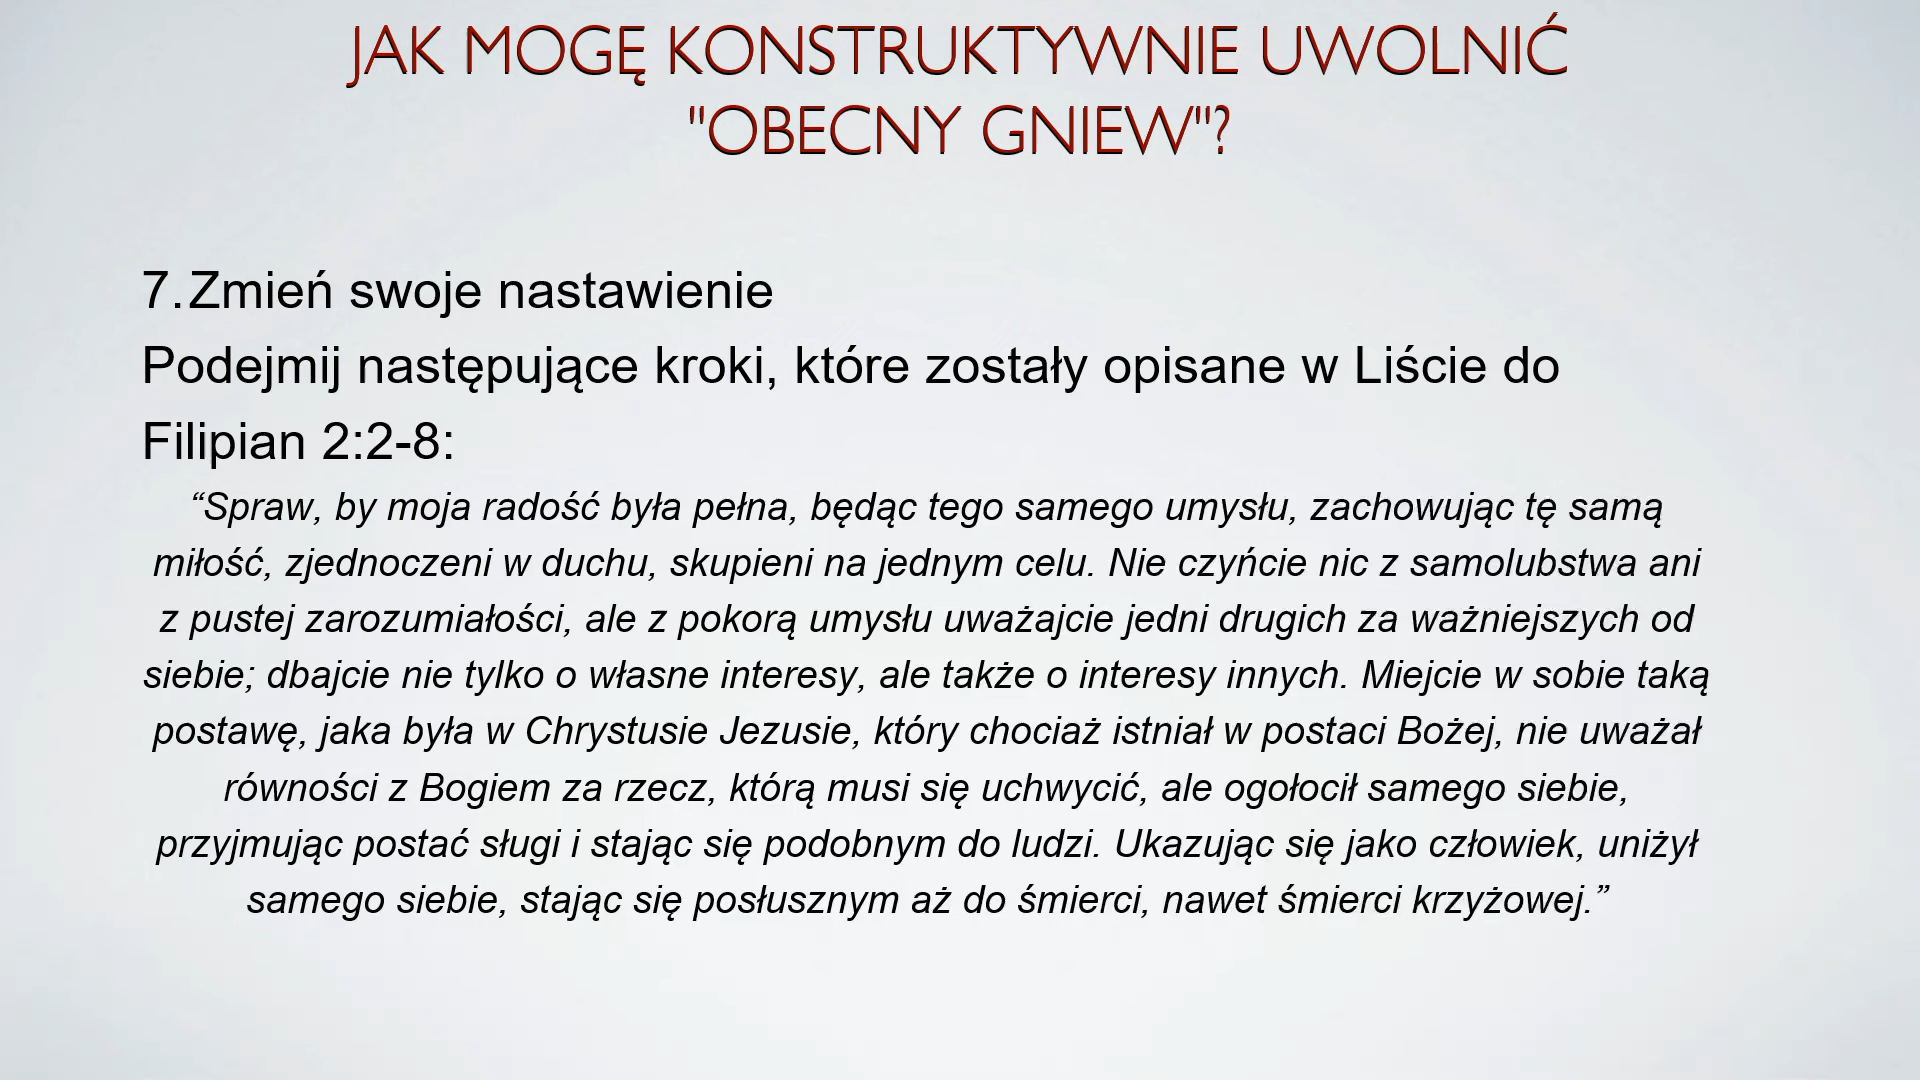 JAK MOGĘ KONSTRUKTYWNIE UWOLNIĆ
"OBECNY GNIEW"?
7. Zmień swoje nastawienie
Podejmij następujące kroki, które zostały opisane w Liście do
Filipian 2:2-8:
“Spraw, by moja radość była pełna, będąc tego samego umysłu, zachowując tę samą
miłość, zjednoczeni w duchu, skupieni na jednym celu. Nie czyńcie nic z samolubstwa ani
z pustej zarozumiałości, ale z pokorą umysłu uważajcie jedni drugich za ważniejszych od
siebie; dbajcie nie tylko o własne interesy, ale także o interesy innych. Miejcie w sobie taką
postawę, jaka była w Chrystusie Jezusie, który chociaż istniał w postaci Bożej, nie uważał
równości z Bogiem za rzecz, którą musi się uchwycić, ale ogołocił samego siebie,
przyjmując postać sługi i stając się podobnym do ludzi. Ukazując się jako człowiek, uniżył
samego siebie, stając się posłusznym aż do śmierci, nawet śmierci krzyżowej.”